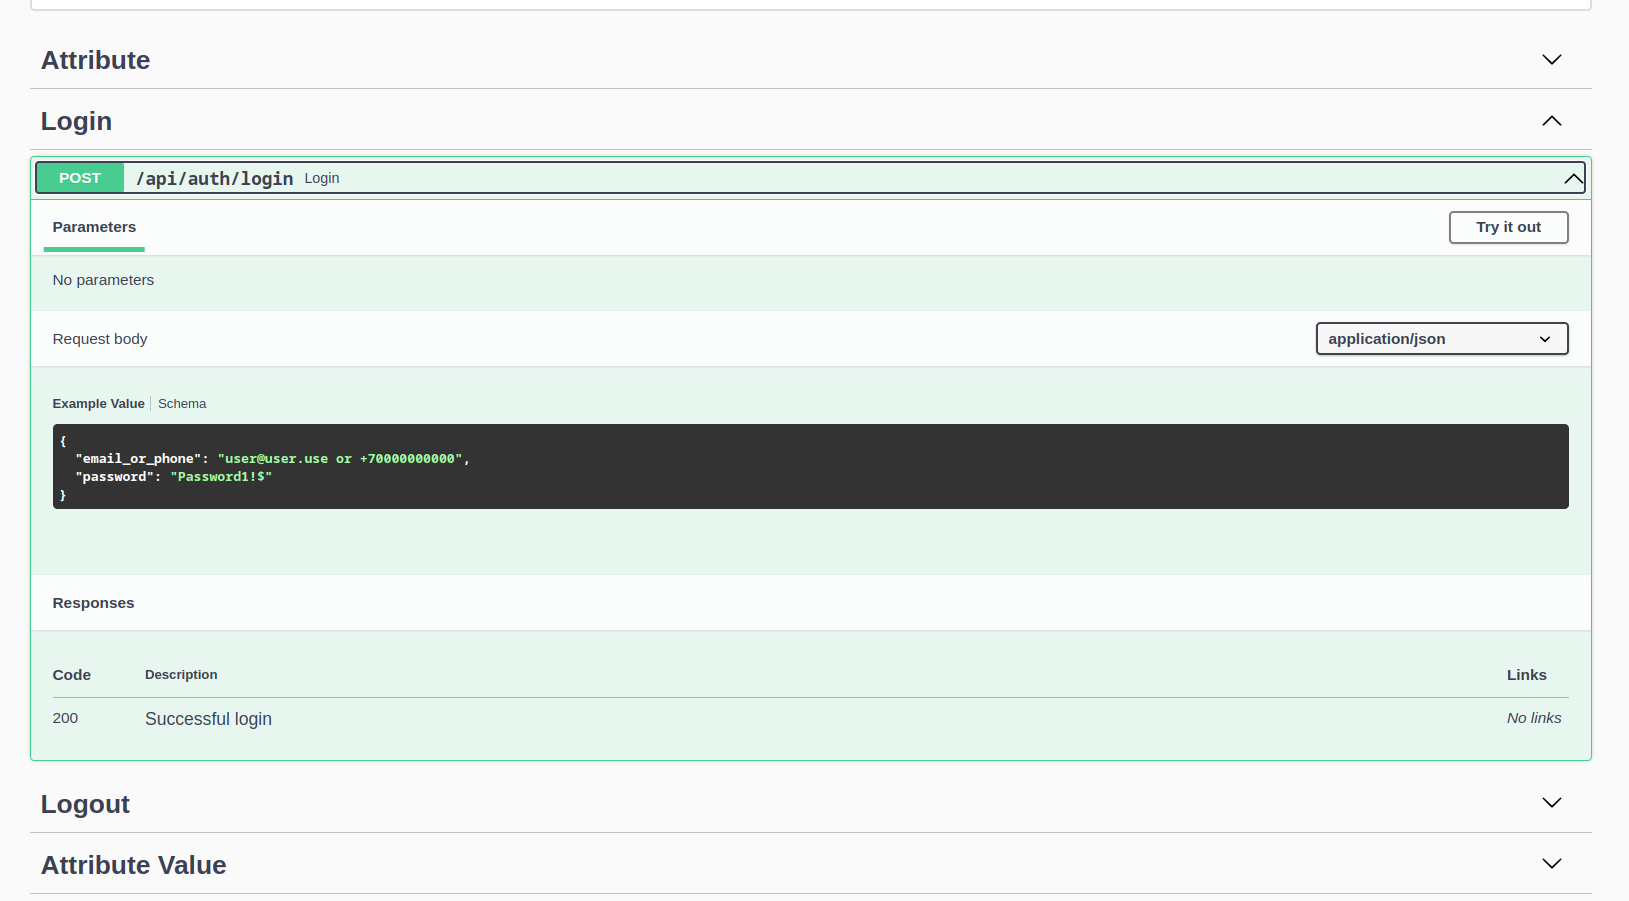 Attribute
Login
POST /api/auth/login Login
Parameters Try it out
No parameters
Request body application/json
Example Value Schema
{
"email_or_phone": "user@user.use or +70000000000",
"password": "Password1!$"
}
Responses
Code Description Links
200 Successful login No links
Logout
Attribute Value